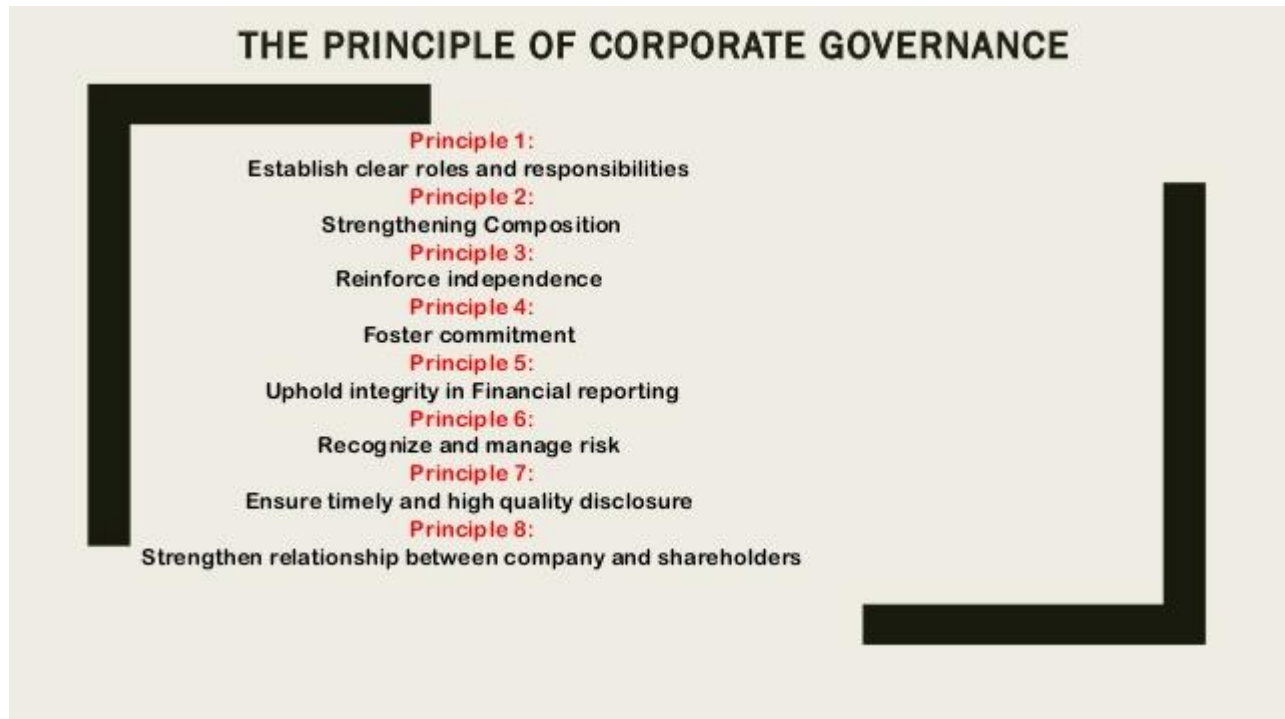 THE PRINCIPLE OF CORPORATE GOVERNANCE
Principle 1:
Establish clear roles and responsibilities
Principle 2:
Strengthening Composition
Principle 3:
Reinforce independence
Principle 4:
Foster commitment
Principle 5:
Uphold integrity in Financial reporting
Principle 6:
Recognize and manage risk
Principle 7:
Ensure timely and high quality disclosure
Principle 8:
Strengthen relationship between company and shareholders